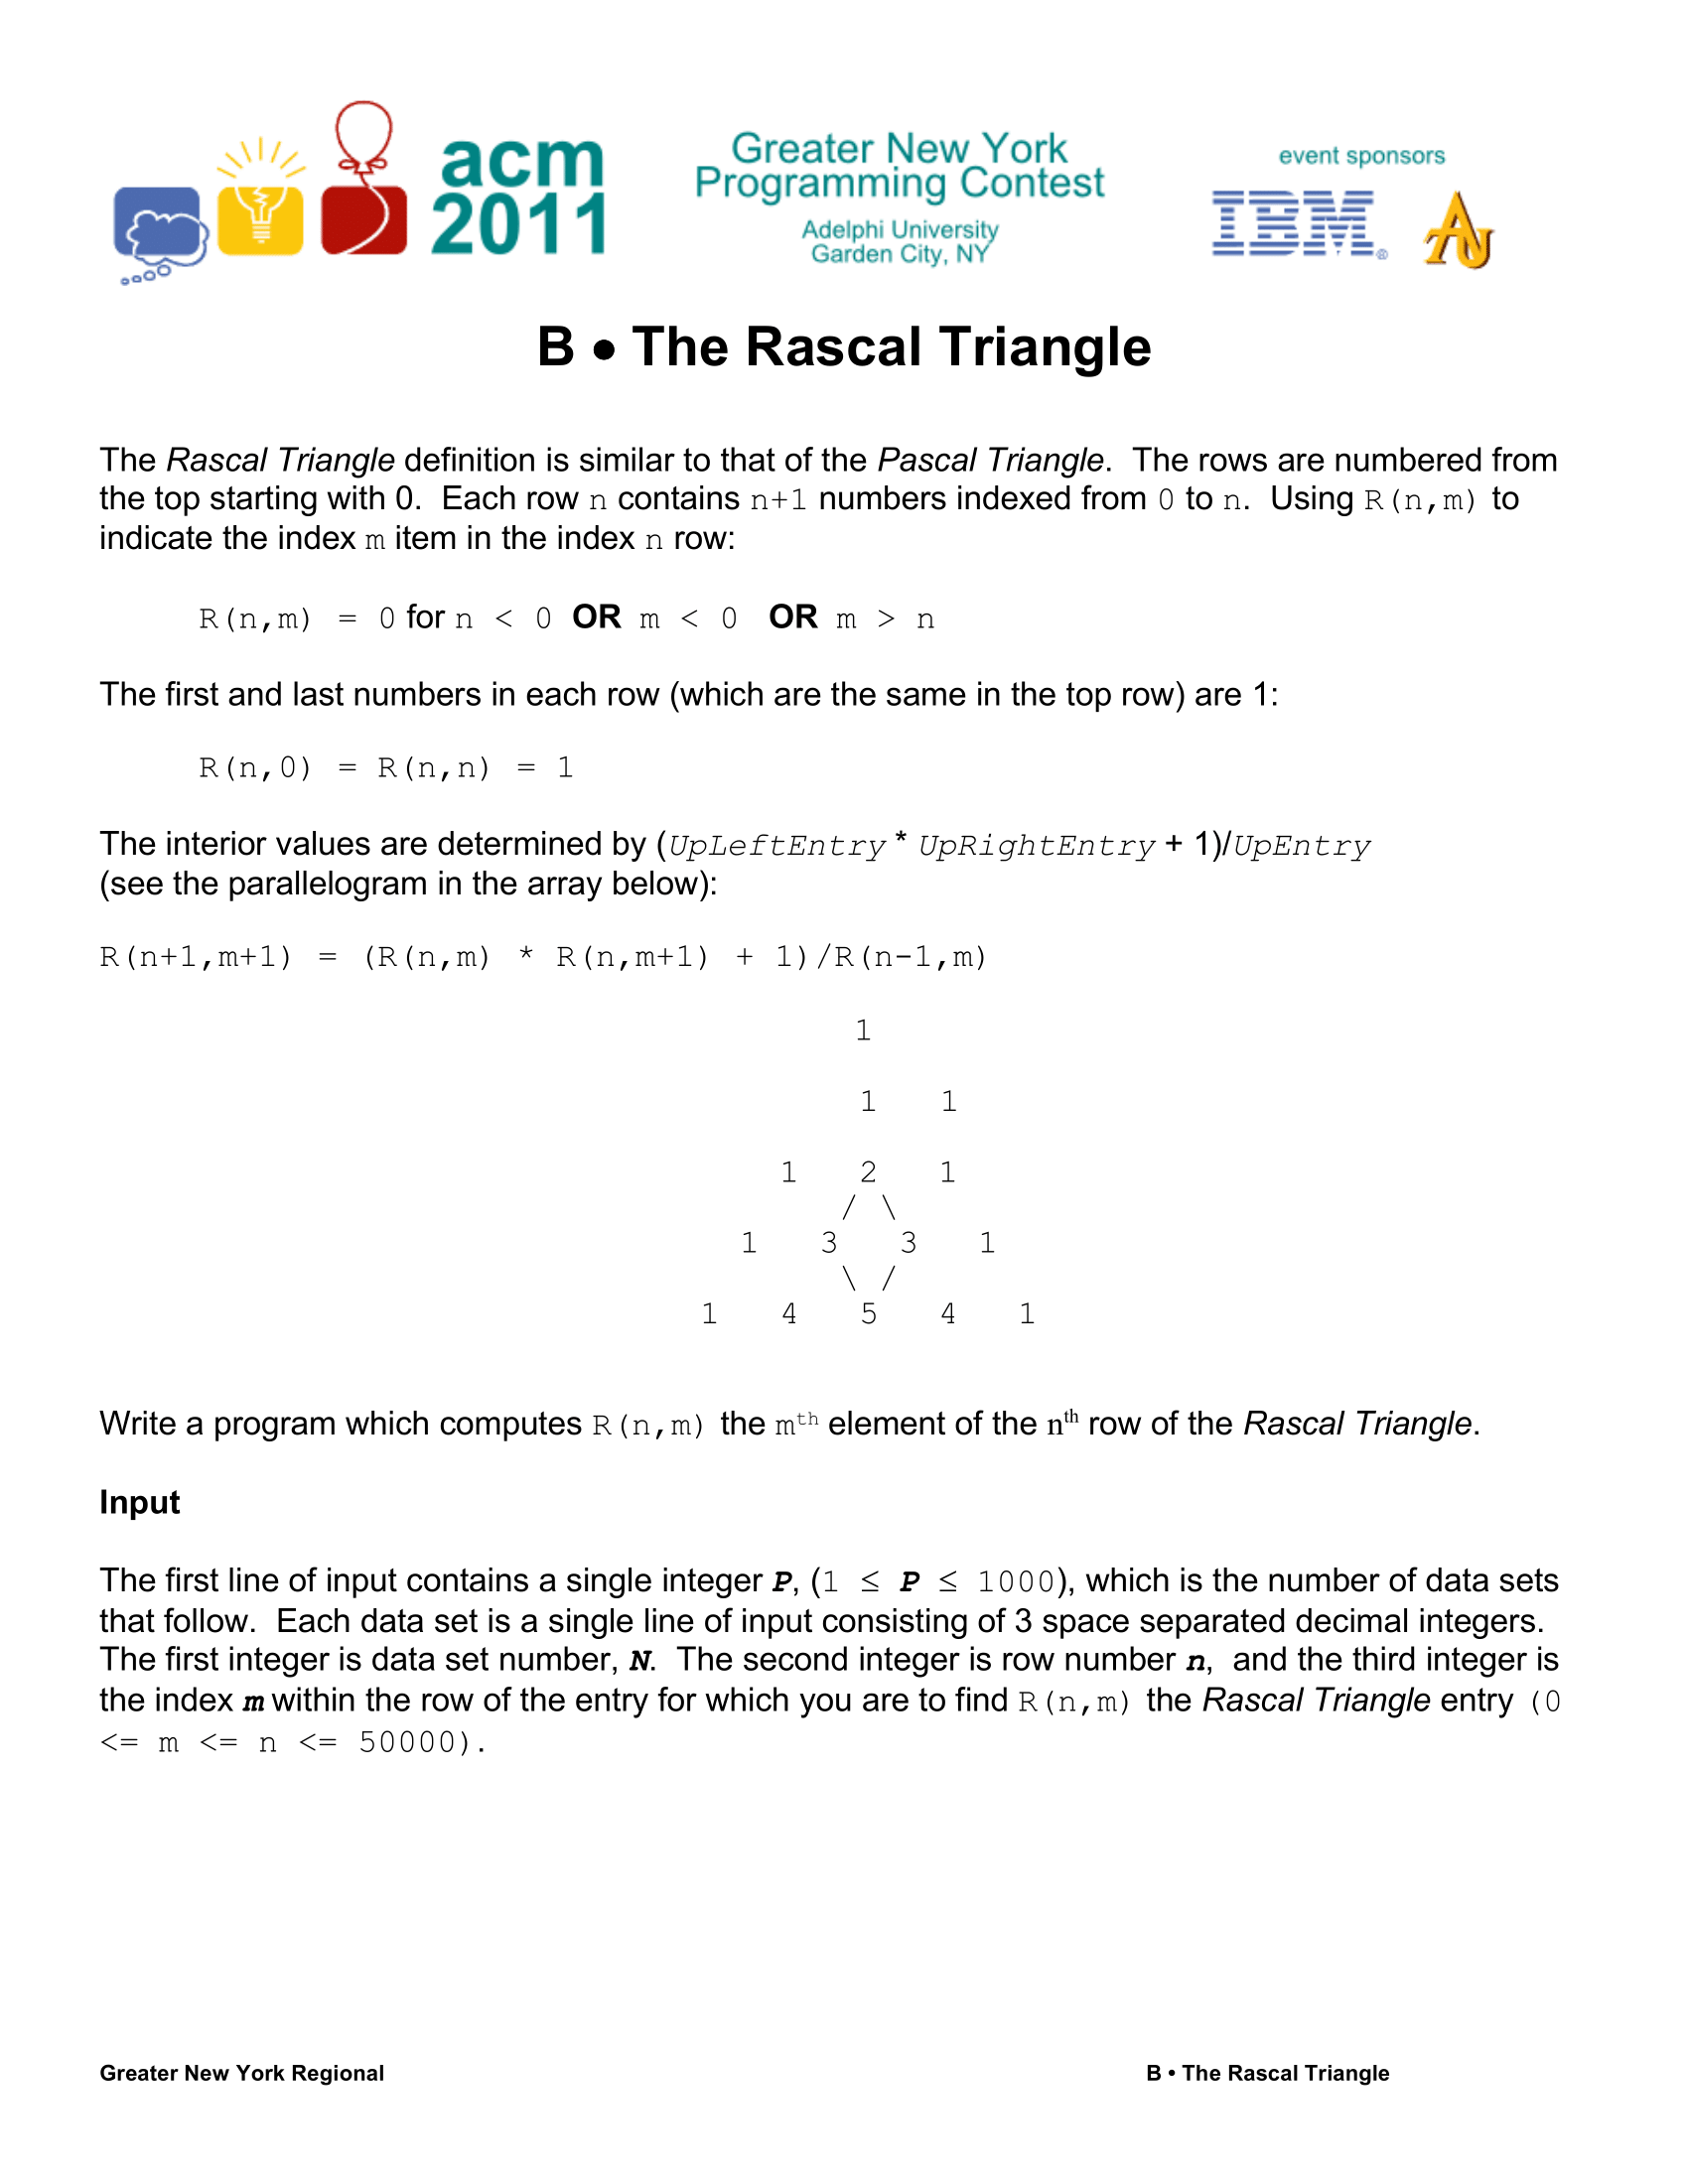 acm
2011
Greater New York
Programming Contest
Adelphi University
Garden City, NY
event sponsors
IBM®
AU
B • The Rascal Triangle
The Rascal Triangle definition is similar to that of the Pascal Triangle. The rows are numbered from
the top starting with 0. Each row n contains n+1 numbers indexed from 0 to n. Using R(n,m) to
indicate the index m item in the index n row:
R(n,m) = 0 for n < 0 OR m < 0 OR m > n
The first and last numbers in each row (which are the same in the top row) are 1:
R(n,0) = R(n,n) = 1
The interior values are determined by (UpLeftEntry * UpRightEntry + 1)/UpEntry
(see the parallelogram in the array below):
R(n+1,m+1) = (R(n,m) * R(n,m+1) + 1)/R(n-1,m)
1
1 1
1 2 1
/ \
1 3 3 1
\ /
1 4 5 4 1
Write a program which computes R(n,m) the mth element of the nth row of the Rascal Triangle.
Input
The first line of input contains a single integer P, (1 ≤ P ≤ 1000), which is the number of data sets
that follow. Each data set is a single line of input consisting of 3 space separated decimal integers.
The first integer is data set number, N. The second integer is row number n, and the third integer is
the index m within the row of the entry for which you are to find R(n,m) the Rascal Triangle entry (0
<= m <= n <= 50000).
Greater New York Regional B • The Rascal Triangle